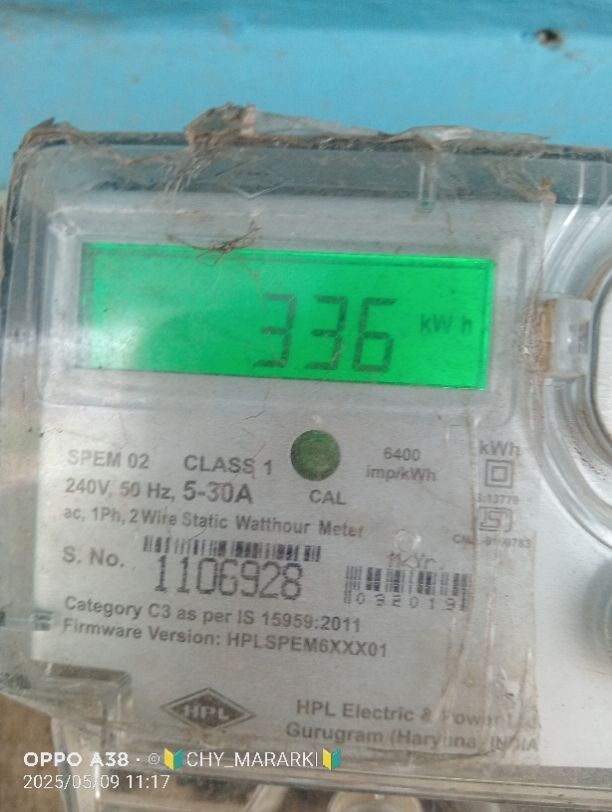 336 kWh
SPEM 02 CLASS 1 6400 imp/kWh kWh
240V, 50 Hz, 5-30A CAL
ac, 1Ph, 2 Wire Static Watthour Meter
S. No. 1106928
Category C3 as per IS 15959:2011
Firmware Version: HPLSPEM6XXX01
HPL
HPL Electric & Power Ltd
Gurugram (Haryana) INDIA
OPPO A38 · © 🔰CHY_MARARKI🔰
2025/05/09 11:17